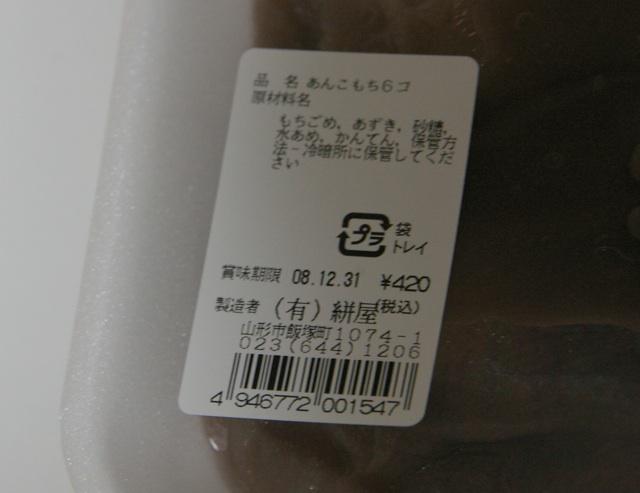 品 名 あんこもち6コ
原材料名
もちごめ，あずき，砂糖，
水あめ，かんてん，保管方
法－冷暗所に保管してくだ
さい
プラ
袋
トレイ
賞味期限 08.12.31 ¥420
(税込)
製造者 (有)絣屋
山形市飯塚町1074-1
023(644)1206
4 946772 001547